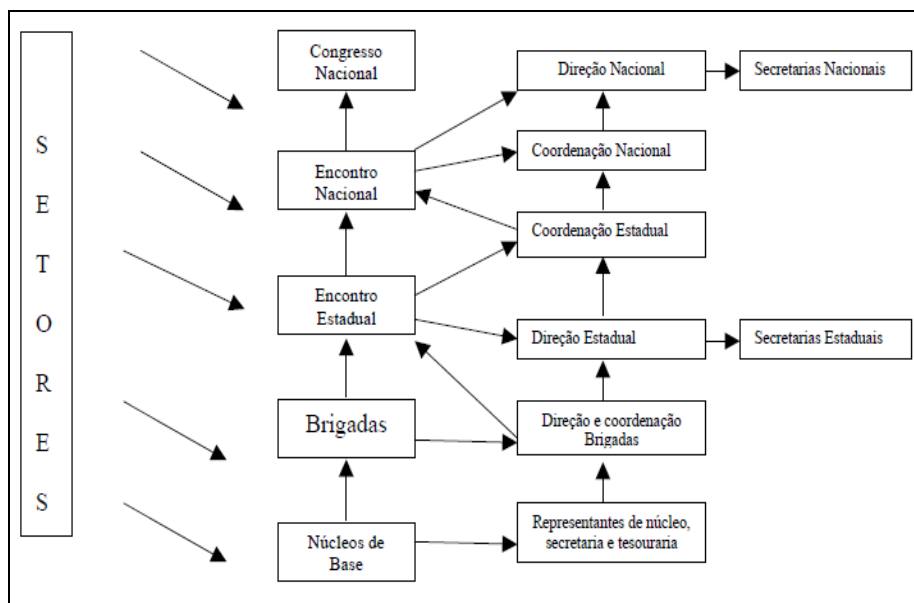 SETORES
Congresso
Nacional
Direção Nacional
Secretarias Nacionais
Encontro
Nacional
Coordenação Nacional
Coordenação Estadual
Encontro
Estadual
Direção Estadual
Secretarias Estaduais
Brigadas
Direção e coordenação
Brigadas
Núcleos de
Base
Representantes de núcleo,
secretaria e tesouraria